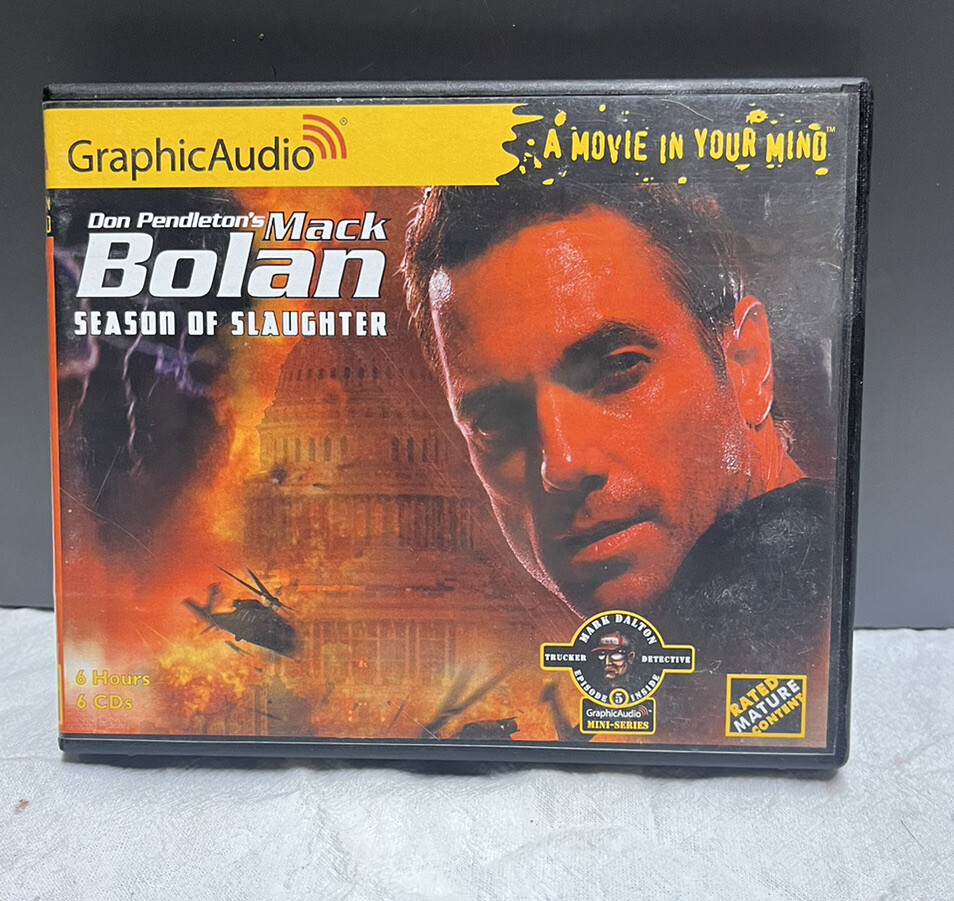 GraphicAudio®
A MOVIE IN YOUR MIND™
Don Pendleton's Mack
Bolan
SEASON OF SLAUGHTER
6 Hours
6 CDs
MARK DALTON
TRUCKER DETECTIVE
EPISODE 5 INSIDE
GraphicAudio
MINI-SERIES
RATED
MATURE
CONTENT